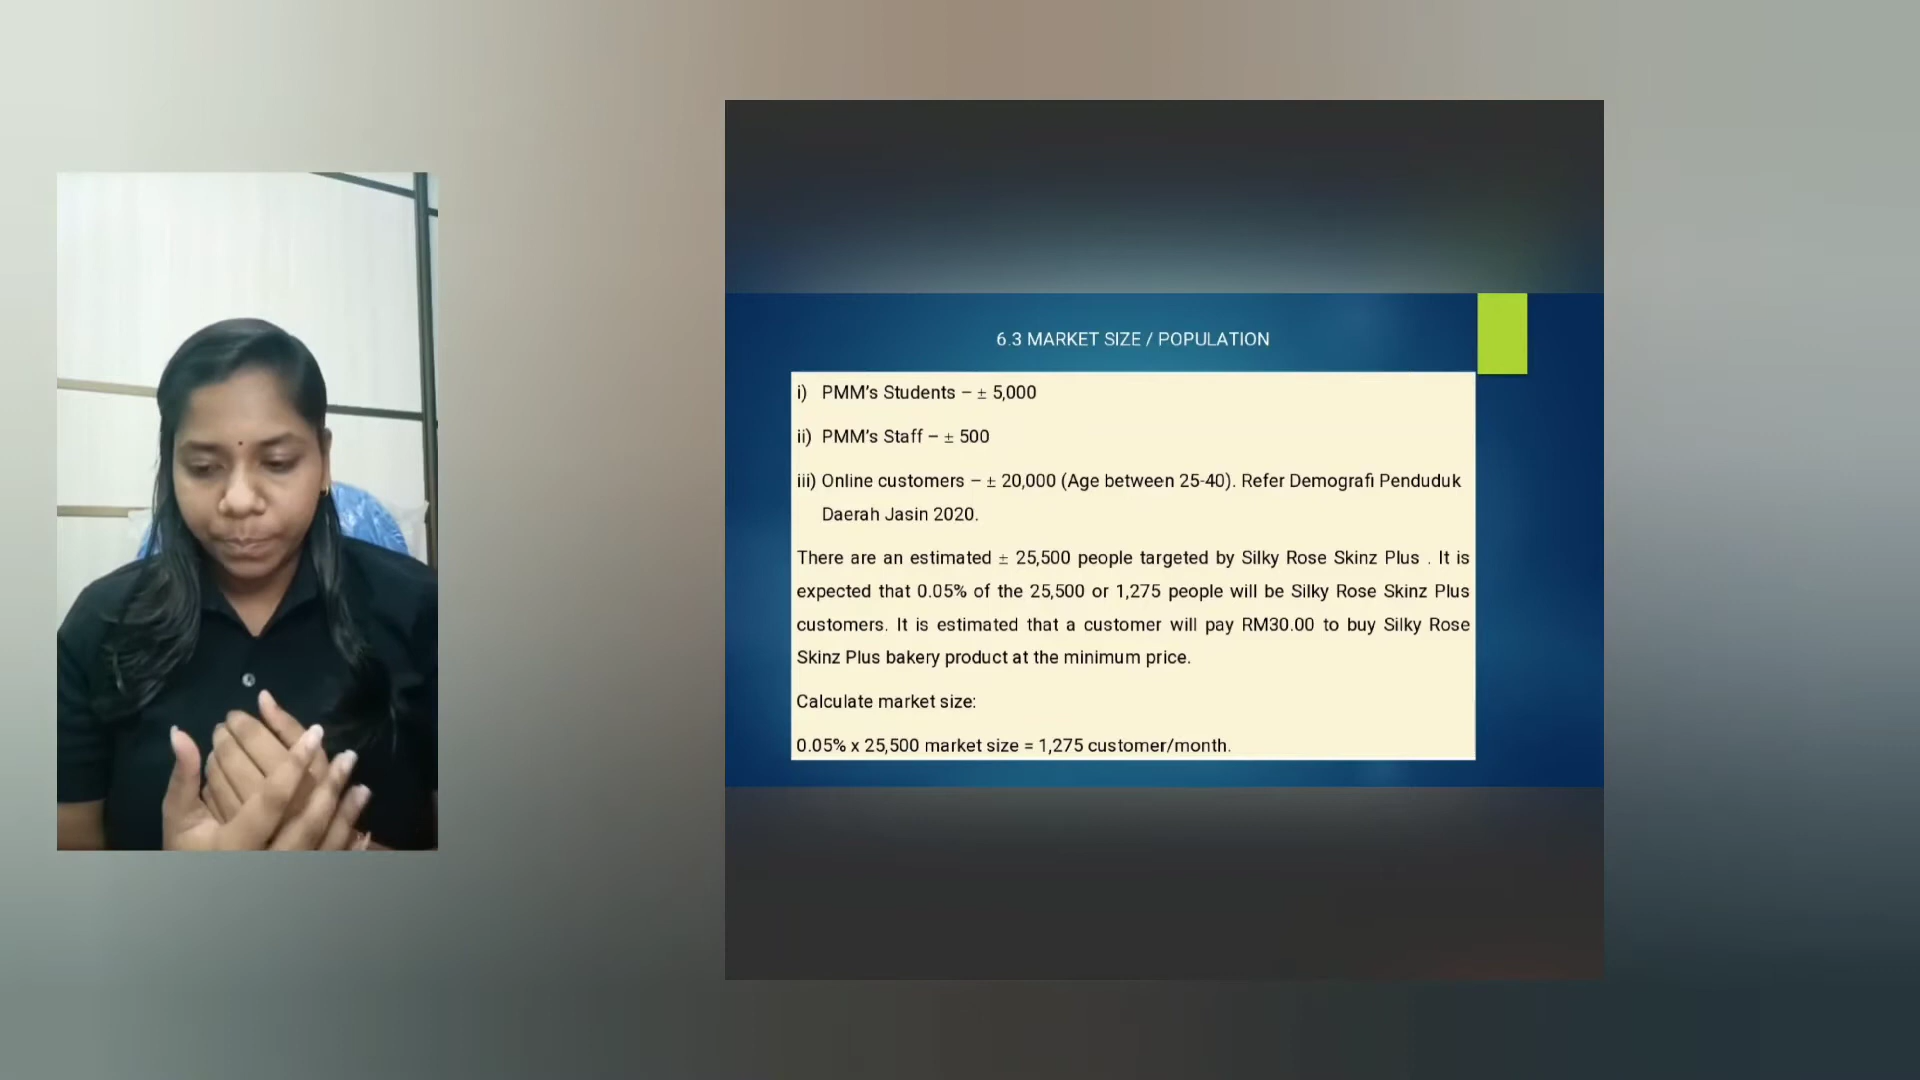 6.3 MARKET SIZE / POPULATION
i) PMM's Students – ± 5,000
ii) PMM's Staff – ± 500
iii) Online customers – ± 20,000 (Age between 25-40). Refer Demografi Penduduk
Daerah Jasin 2020.
There are an estimated ± 25,500 people targeted by Silky Rose Skinz Plus . It is
expected that 0.05% of the 25,500 or 1,275 people will be Silky Rose Skinz Plus
customers. It is estimated that a customer will pay RM30.00 to buy Silky Rose
Skinz Plus bakery product at the minimum price.
Calculate market size:
0.05% x 25,500 market size = 1,275 customer/month.